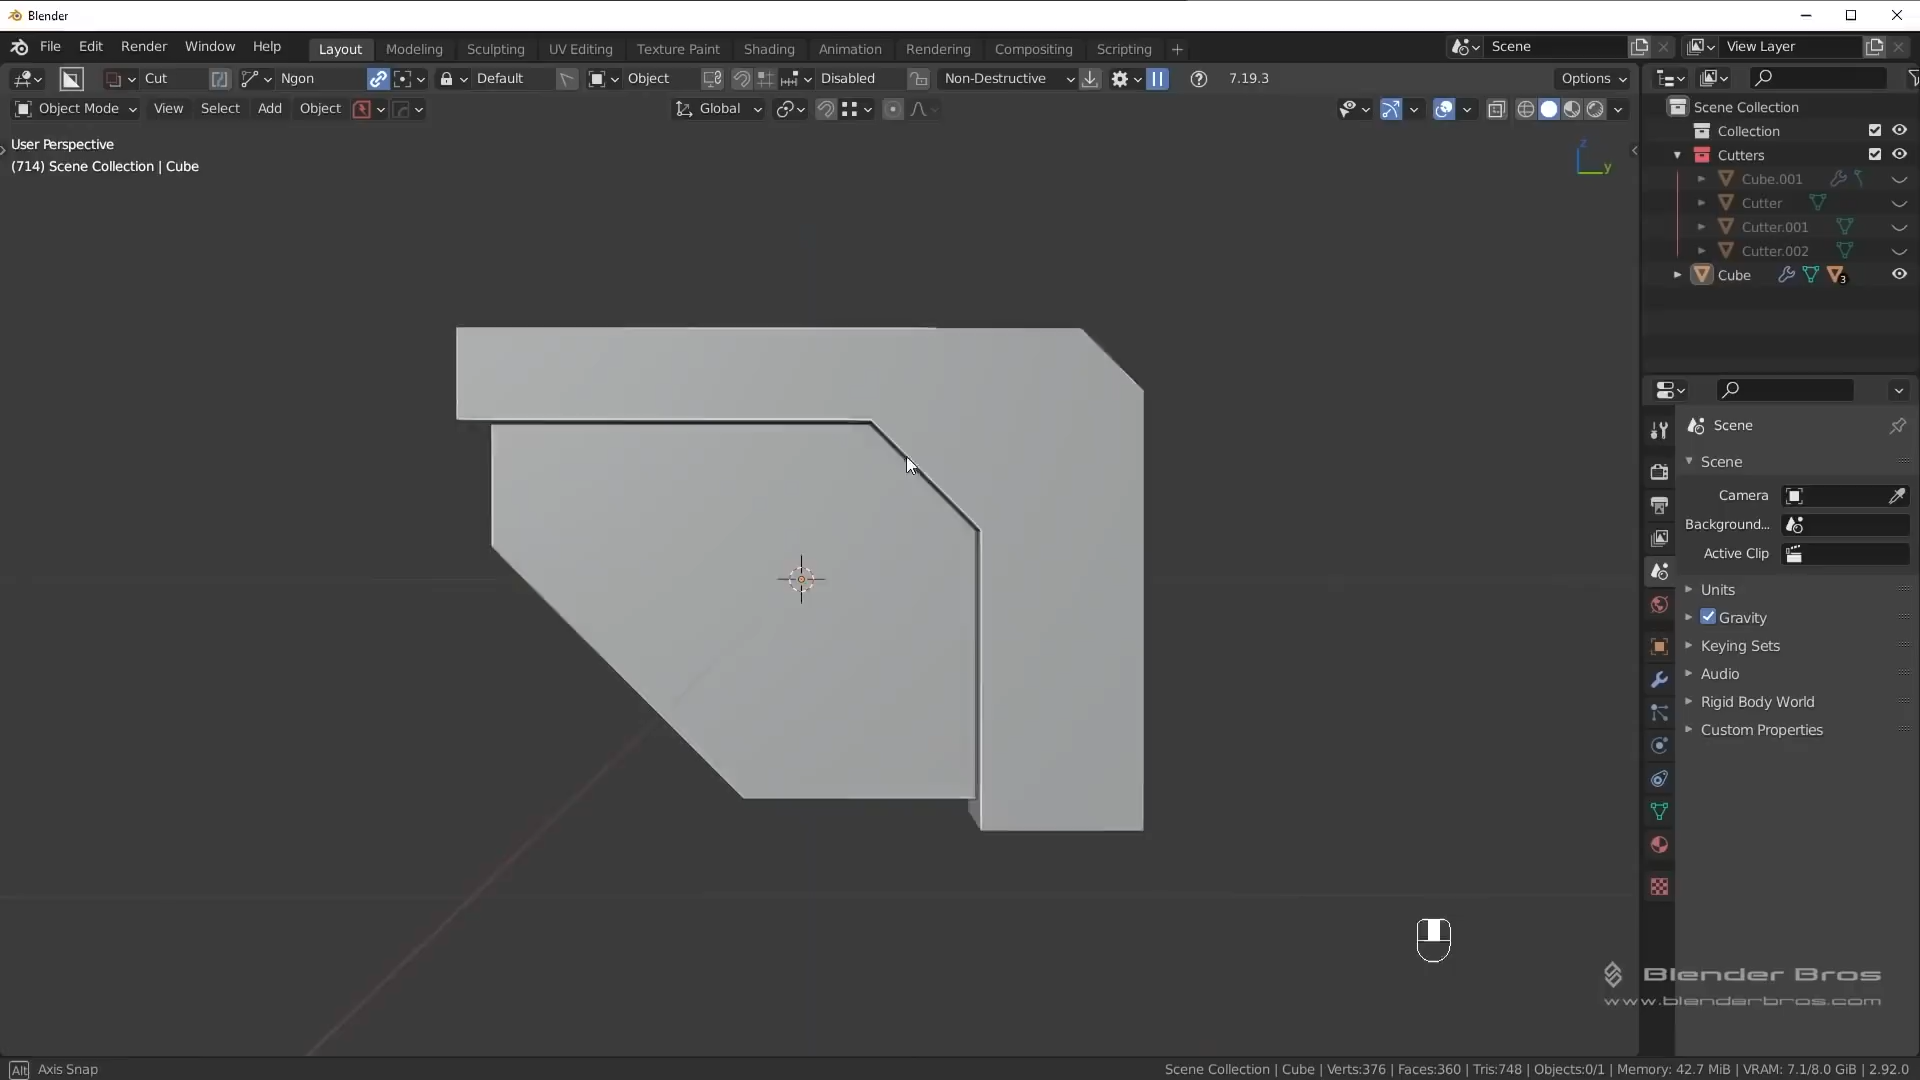 Blender
File Edit Render Window Help Layout Modeling Sculpting UV Editing Texture Paint Shading Animation Rendering Compositing Scripting + Scene View Layer
Cut Ngon Default Object Disabled Non-Destructive 7.19.3 Options
Object Mode View Select Add Object Global
User Perspective
(714) Scene Collection | Cube
z
y
Scene Collection
Collection
Cutters
Cube.001
Cutter
Cutter.001
Cutter.002
Cube 3
Scene
Scene
Camera
Background...
Active Clip
Units
Gravity
Keying Sets
Audio
Rigid Body World
Custom Properties
Blender Bros
www.blenderbros.com
Alt Axis Snap
Scene Collection | Cube | Verts:376 | Faces:360 | Tris:748 | Objects:0/1 | Memory: 42.7 MiB | VRAM: 7.1/8.0 GiB | 2.92.0